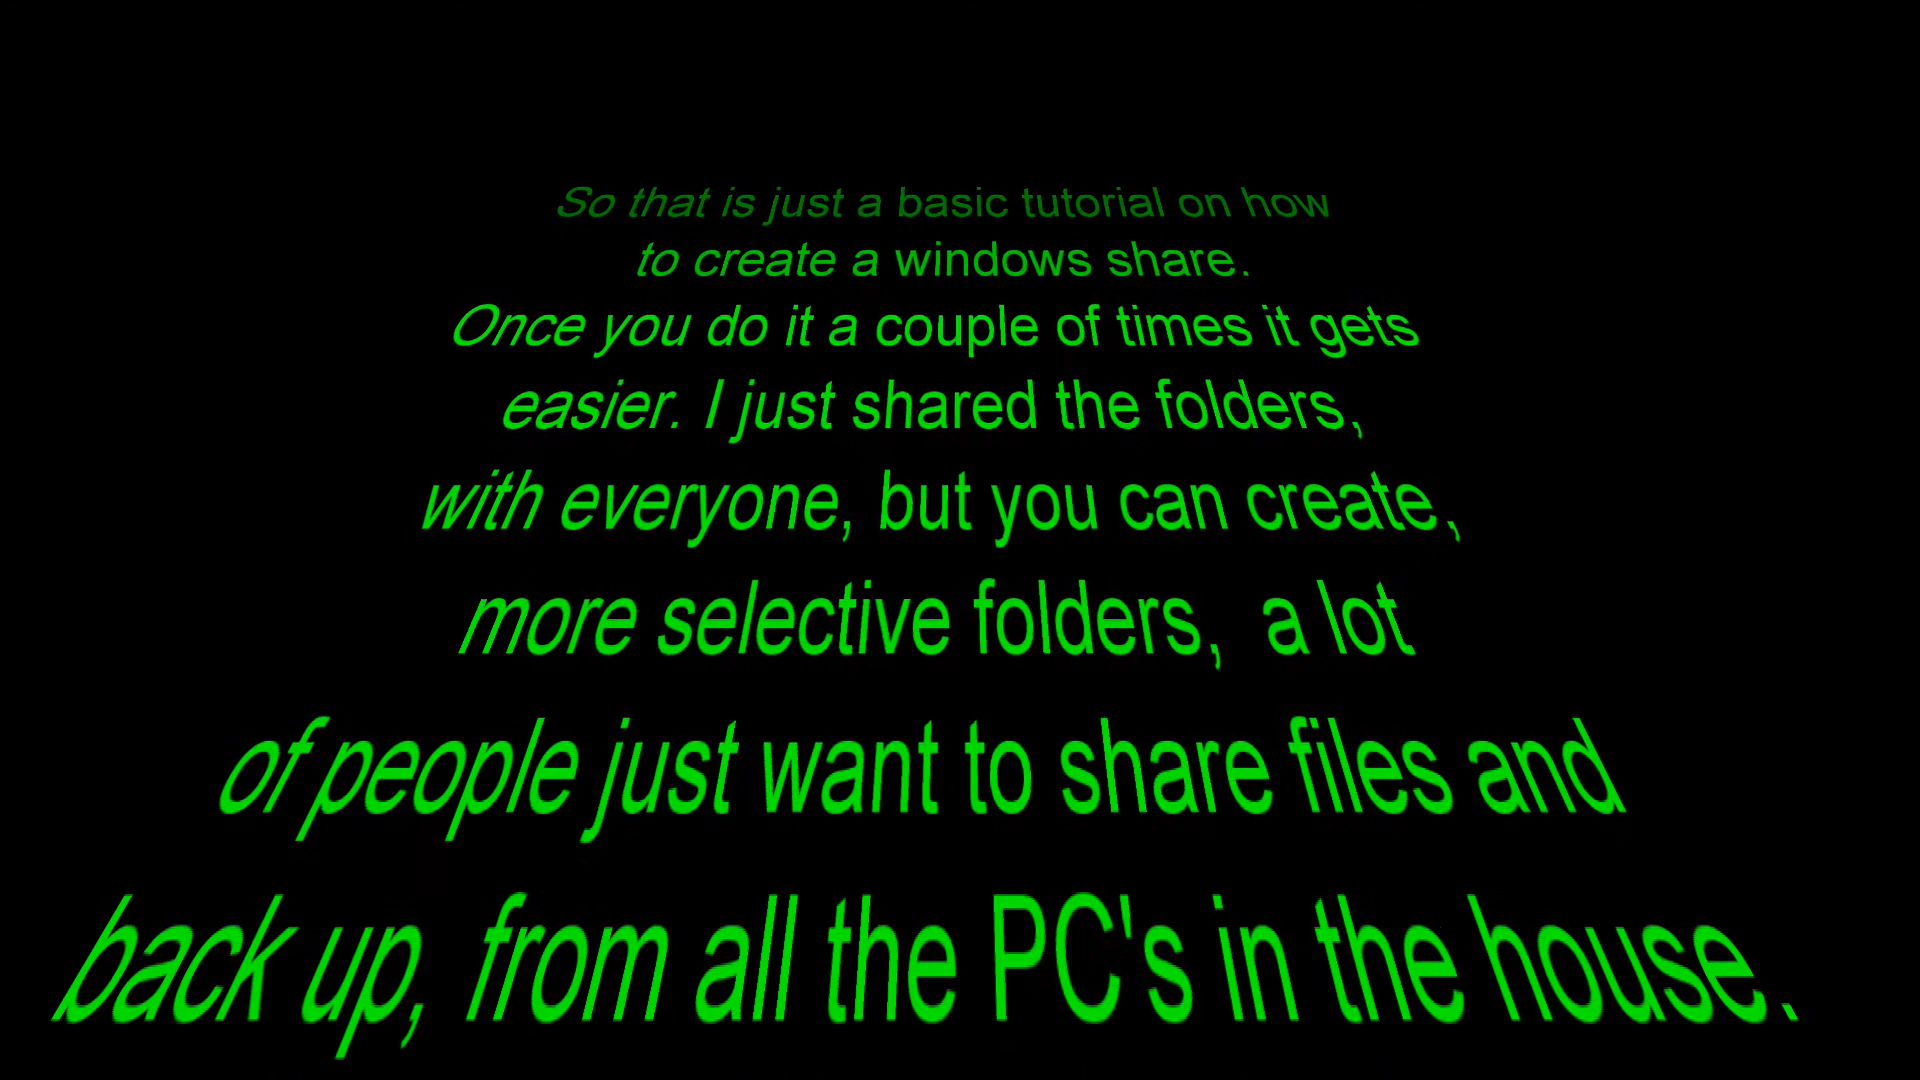 So that is just a basic tutorial on how
to create a windows share.
Once you do it a couple of times it gets
easier. I just shared the folders,
with everyone, but you can create,
more selective folders,  a lot
of people just want to share files and
back up, from all the PC's in the house.